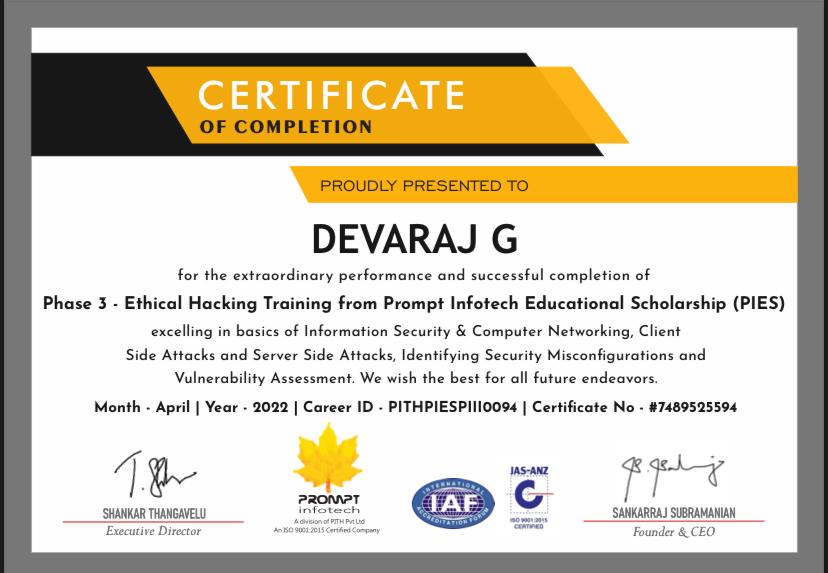 CERTIFICATE
OF COMPLETION
PROUDLY PRESENTED TO
DEVARAJ G
for the extraordinary performance and successful completion of
Phase 3 - Ethical Hacking Training from Prompt Infotech Educational Scholarship (PIES)
excelling in basics of Information Security & Computer Networking, Client
Side Attacks and Server Side Attacks, Identifying Security Misconfigurations and
Vulnerability Assessment. We wish the best for all future endeavors.
Month - April | Year - 2022 | Career ID - PITHPIESPIII0094 | Certificate No - #7489525594
SHANKAR THANGAVELU
Executive Director
PROMPT
infotech
A division of PITH Pvt Ltd
An ISO 9001:2015 Certified Company
INTERNATIONAL
IAF
ACCREDITATION FORUM
JAS-ANZ
C
ISO 9001:2015
CERTIFIED
SANKARRAJ SUBRAMANIAN
Founder & CEO